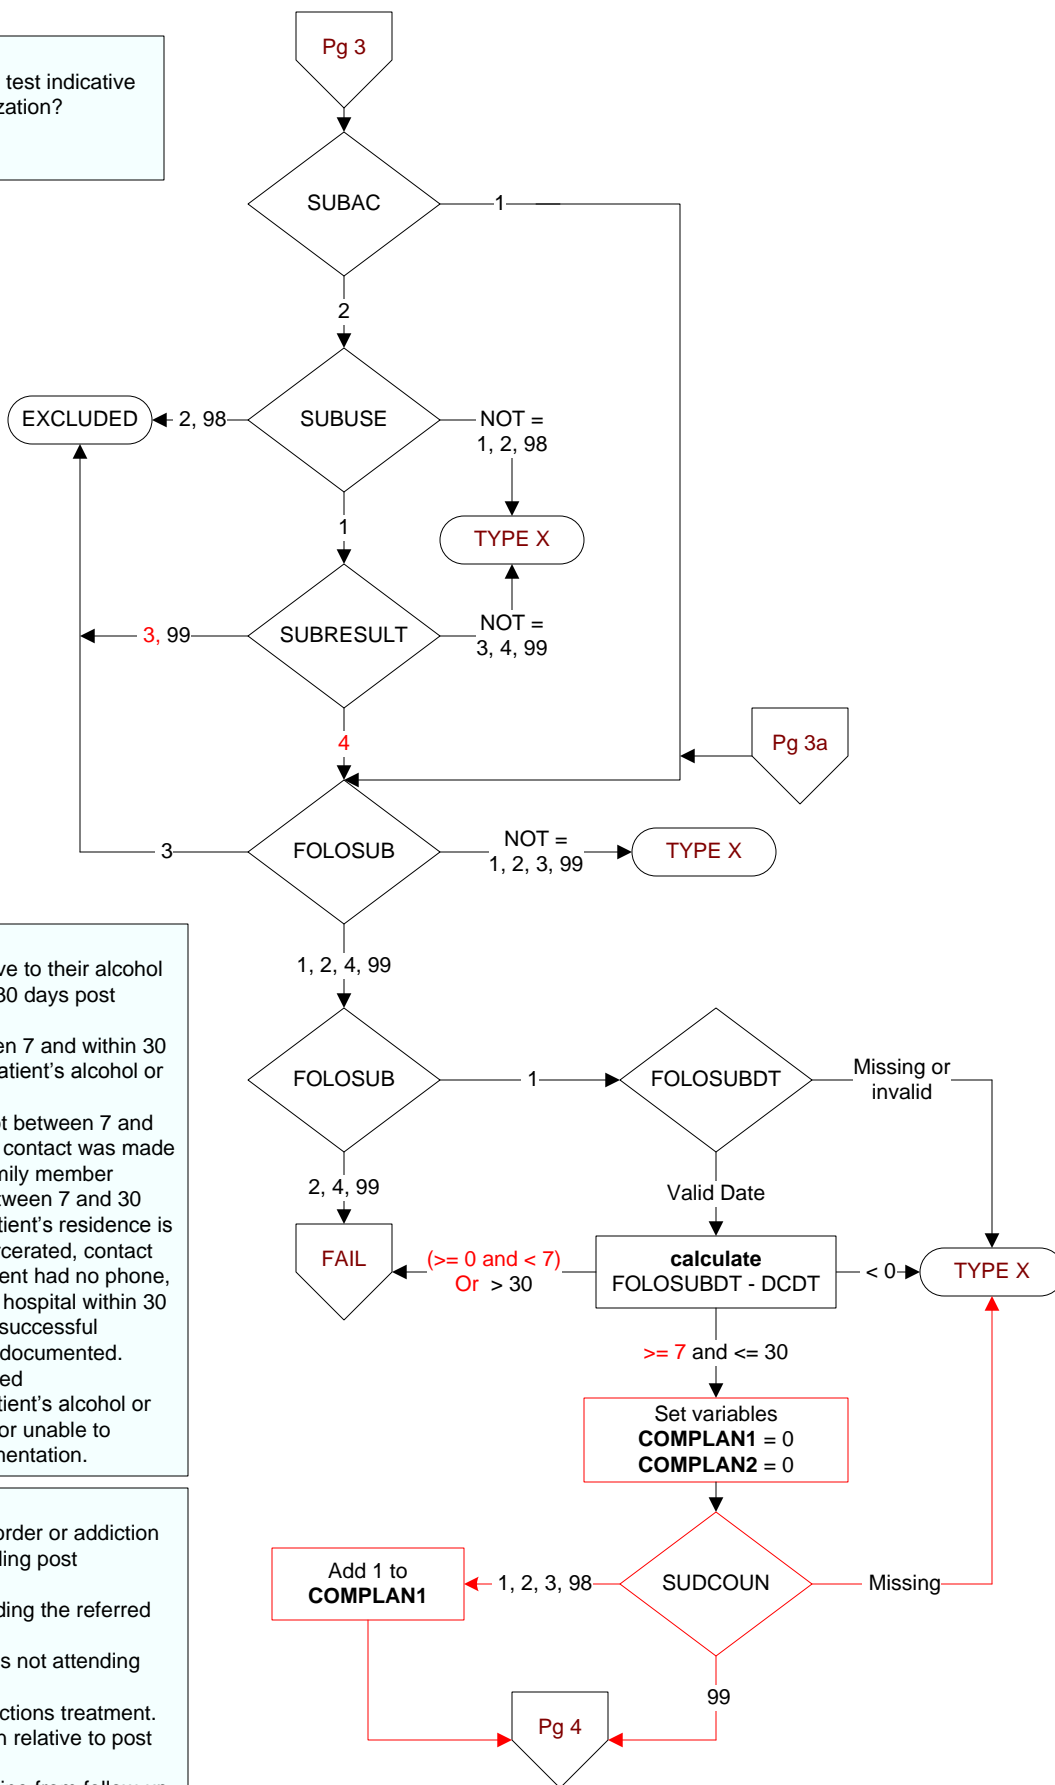 Pg 3
test indicative
zation?
SUBAC
1
2
EXCLUDED
2, 98
SUBUSE
NOT =
1, 2, 98
1
TYPE X
3, 99
SUBRESULT
NOT =
3, 4, 99
4
Pg 3a
3
FOLOSUB
NOT =
1, 2, 3, 99
TYPE X
1, 2, 4, 99
ve to their alcohol
30 days post
en 7 and within 30
atient's alcohol or
ot between 7 and
contact was made
mily member
tween 7 and 30
tient's residence is
rcerated, contact
ent had no phone,
hospital within 30
successful
documented.
ed
tient's alcohol or
or unable to
mentation.
FOLOSUB
1
FOLOSUBDT
Missing or
invalid
2, 4, 99
Valid Date
FAIL
(>= 0 and < 7)
Or > 30
calculate
FOLOSUBDT - DCDT
< 0
TYPE X
>= 7 and <= 30
Set variables
COMPLAN1 = 0
COMPLAN2 = 0
order or addiction
ding post
ding the referred
s not attending
ctions treatment.
n relative to post
Add 1 to
COMPLAN1
1, 2, 3, 98
SUDCOUN
Missing
99
Pg 4